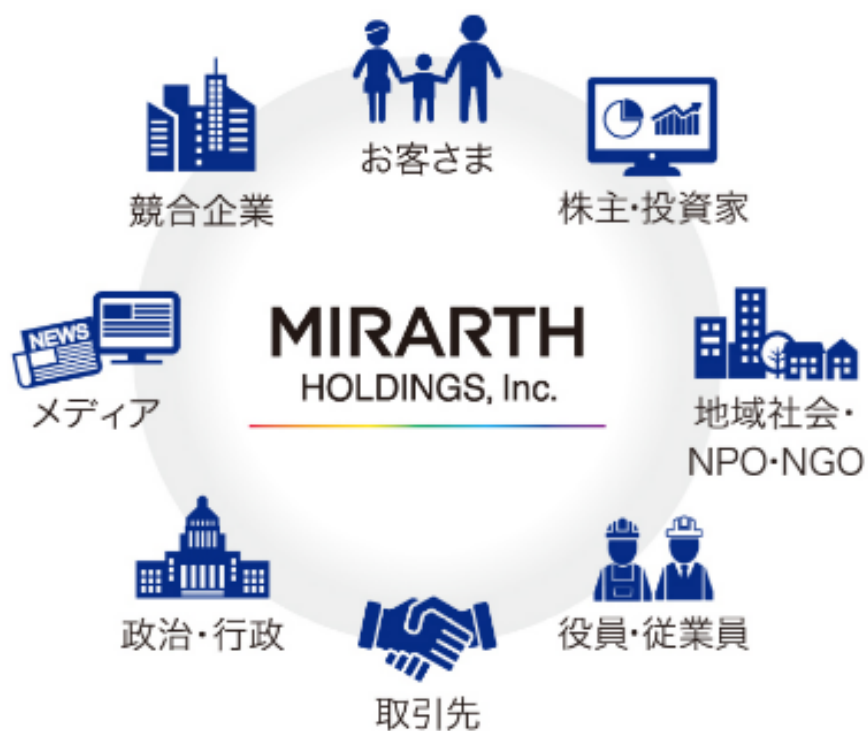 お客さま
競合企業
株主・投資家
NEWS
メディア
MIRARTH
HOLDINGS, Inc.
地域社会・
NPO・NGO
政治・行政
役員・従業員
取引先